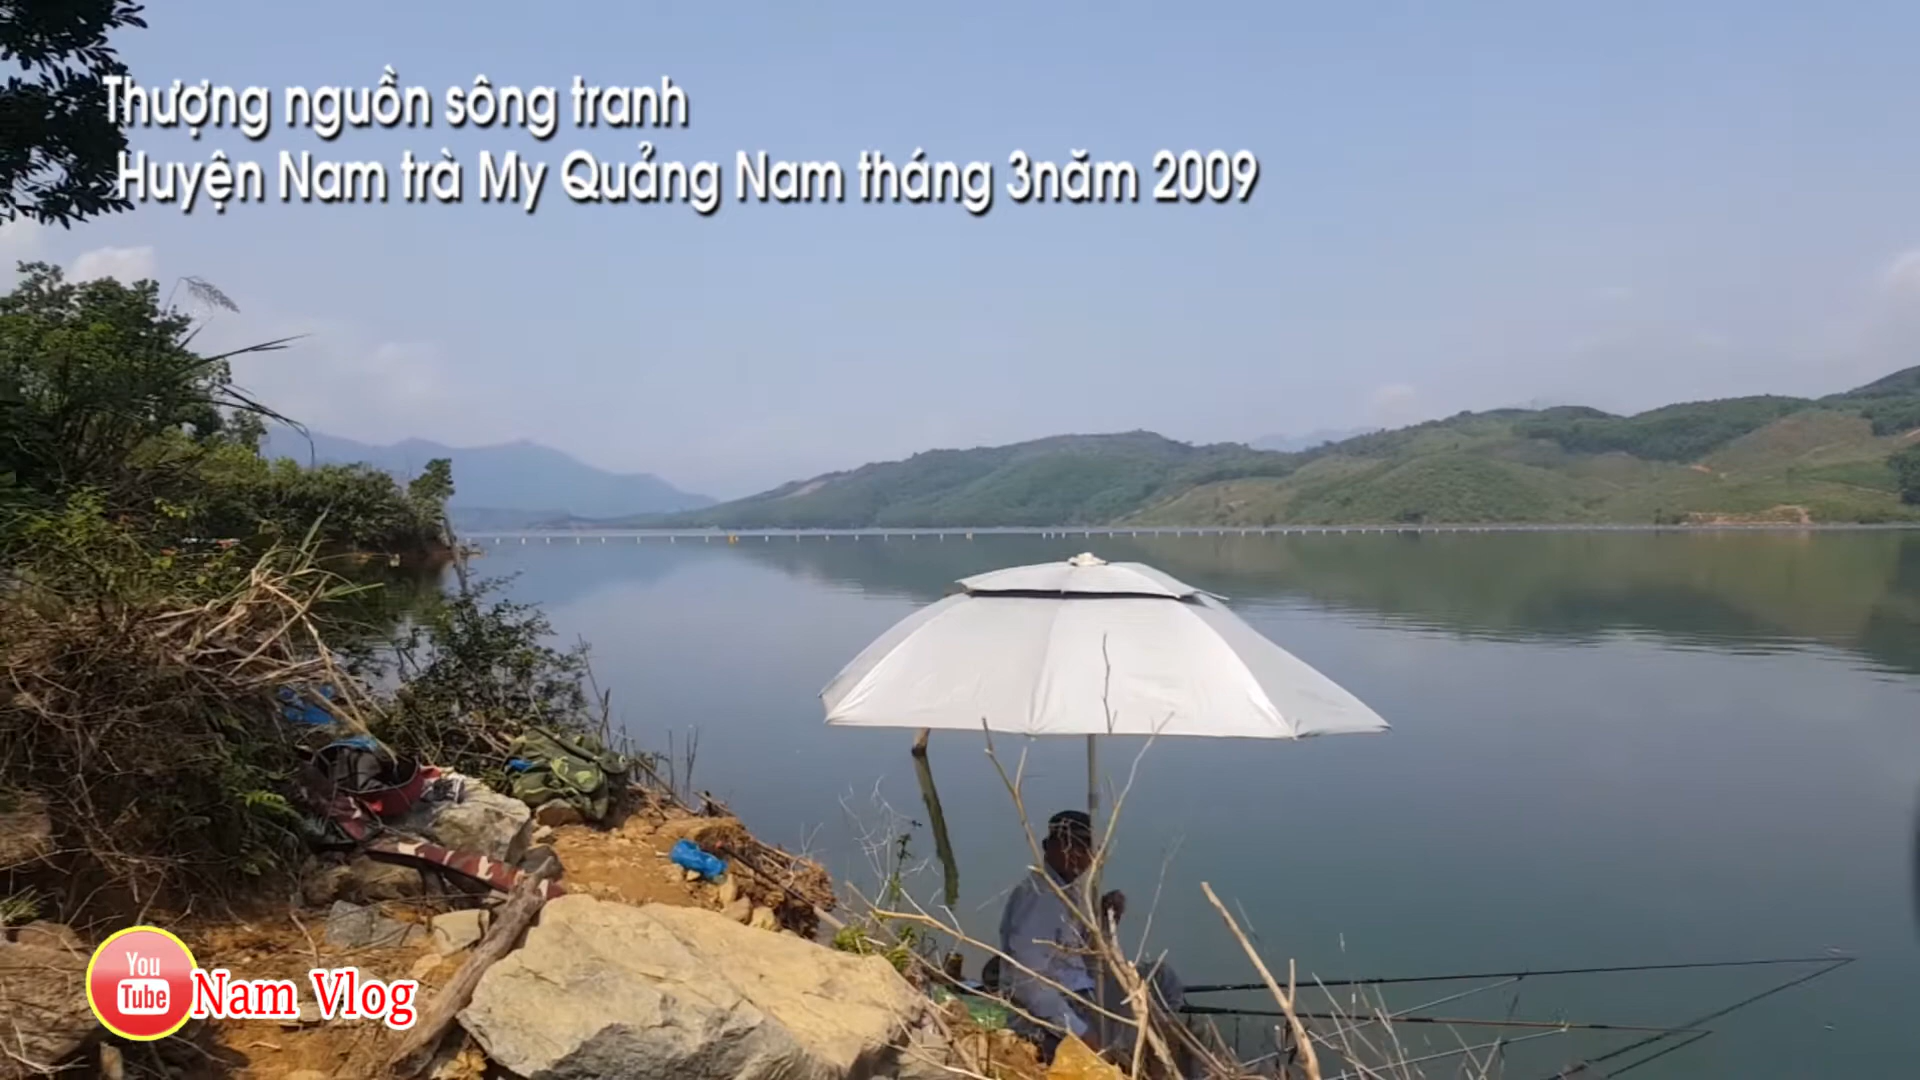 Thượng nguồn sông tranh
Huyện Nam trà My Quảng Nam tháng 3năm 2009
You
Tube
Nam Vlog